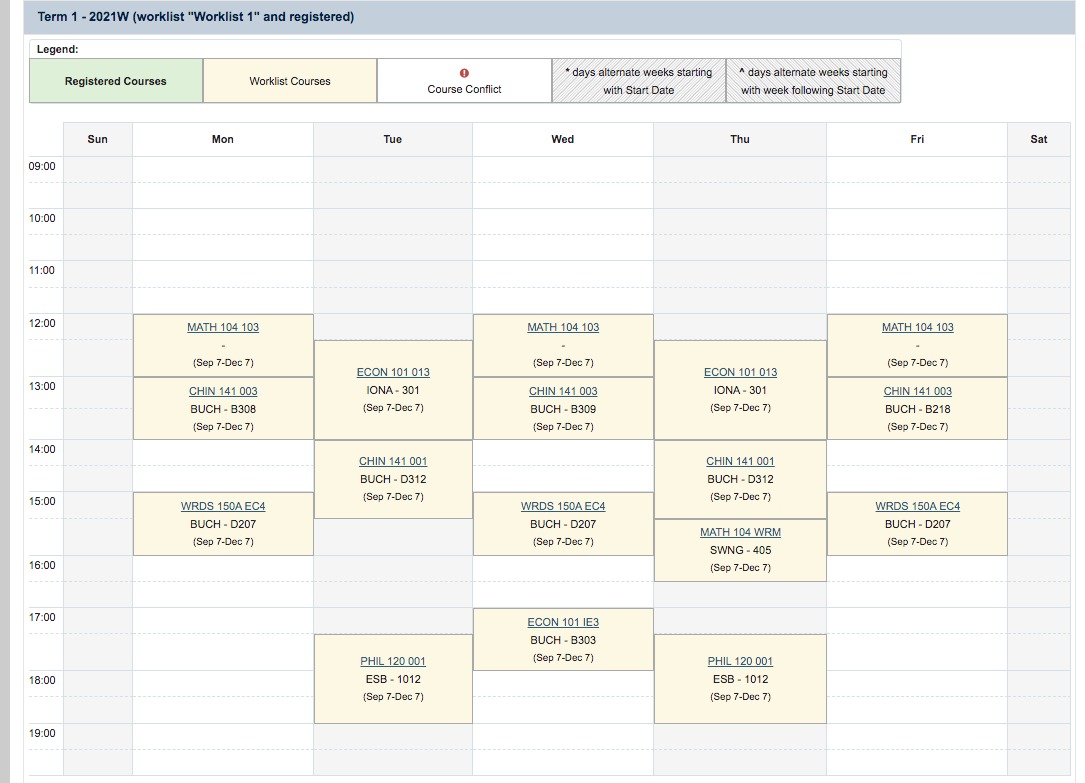 Term 1 - 2021W (worklist "Worklist 1" and registered)
Legend:
Registered Courses
Worklist Courses
Course Conflict
* days alternate weeks starting
with Start Date
^ days alternate weeks starting
with week following Start Date
Sun Mon Tue Wed Thu Fri Sat
09:00
10:00
11:00
12:00
MATH 104 103
-
(Sep 7-Dec 7)
MATH 104 103
-
(Sep 7-Dec 7)
MATH 104 103
-
(Sep 7-Dec 7)
ECON 101 013
IONA - 301
(Sep 7-Dec 7)
ECON 101 013
IONA - 301
(Sep 7-Dec 7)
13:00
CHIN 141 003
BUCH - B308
(Sep 7-Dec 7)
CHIN 141 003
BUCH - B309
(Sep 7-Dec 7)
CHIN 141 003
BUCH - B218
(Sep 7-Dec 7)
14:00
CHIN 141 001
BUCH - D312
(Sep 7-Dec 7)
CHIN 141 001
BUCH - D312
(Sep 7-Dec 7)
15:00
WRDS 150A EC4
BUCH - D207
(Sep 7-Dec 7)
WRDS 150A EC4
BUCH - D207
(Sep 7-Dec 7)
WRDS 150A EC4
BUCH - D207
(Sep 7-Dec 7)
MATH 104 WRM
SWNG - 405
(Sep 7-Dec 7)
16:00
17:00
ECON 101 IE3
BUCH - B303
(Sep 7-Dec 7)
PHIL 120 001
ESB - 1012
(Sep 7-Dec 7)
PHIL 120 001
ESB - 1012
(Sep 7-Dec 7)
18:00
19:00